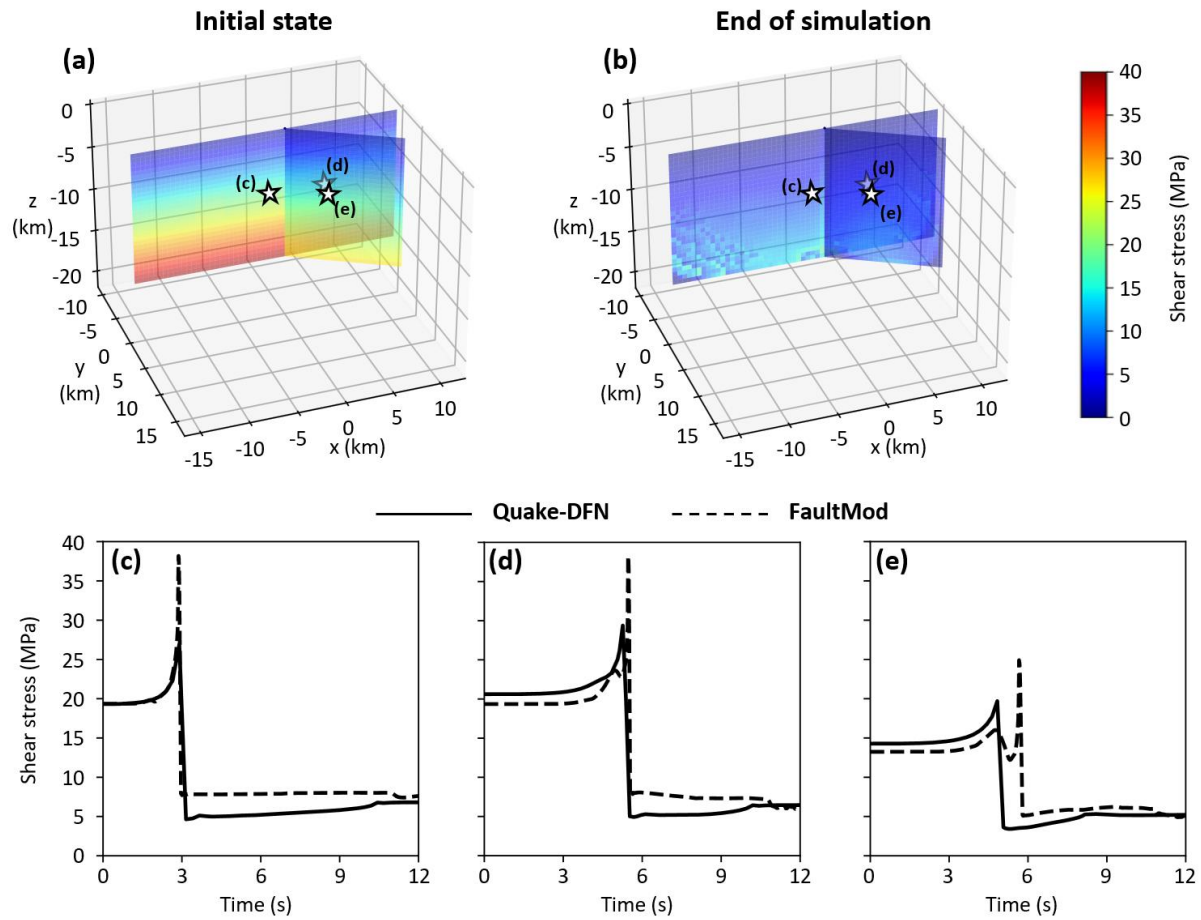 Initial state
End of simulation
(a)
0
-5
z
-10
(km)
-15
-20
-10
-5
y
0
(km)
5
10
15
-15
-10
-5
0
5
10
x (km)
(c)
(d)
(e)
(b)
0
-5
z
-10
(km)
-15
-20
-10
-5
y
0
(km)
5
10
15
-15
-10
-5
0
5
10
x (km)
(c)
(d)
(e)
40
35
30
25
20
15
10
5
0
Shear stress (MPa)
Quake-DFN
FaultMod
(c)
40
35
30
25
20
15
10
5
0
Shear stress (MPa)
0 3 6 9 12
Time (s)
(d)
0 3 6 9 12
Time (s)
(e)
0 3 6 9 12
Time (s)